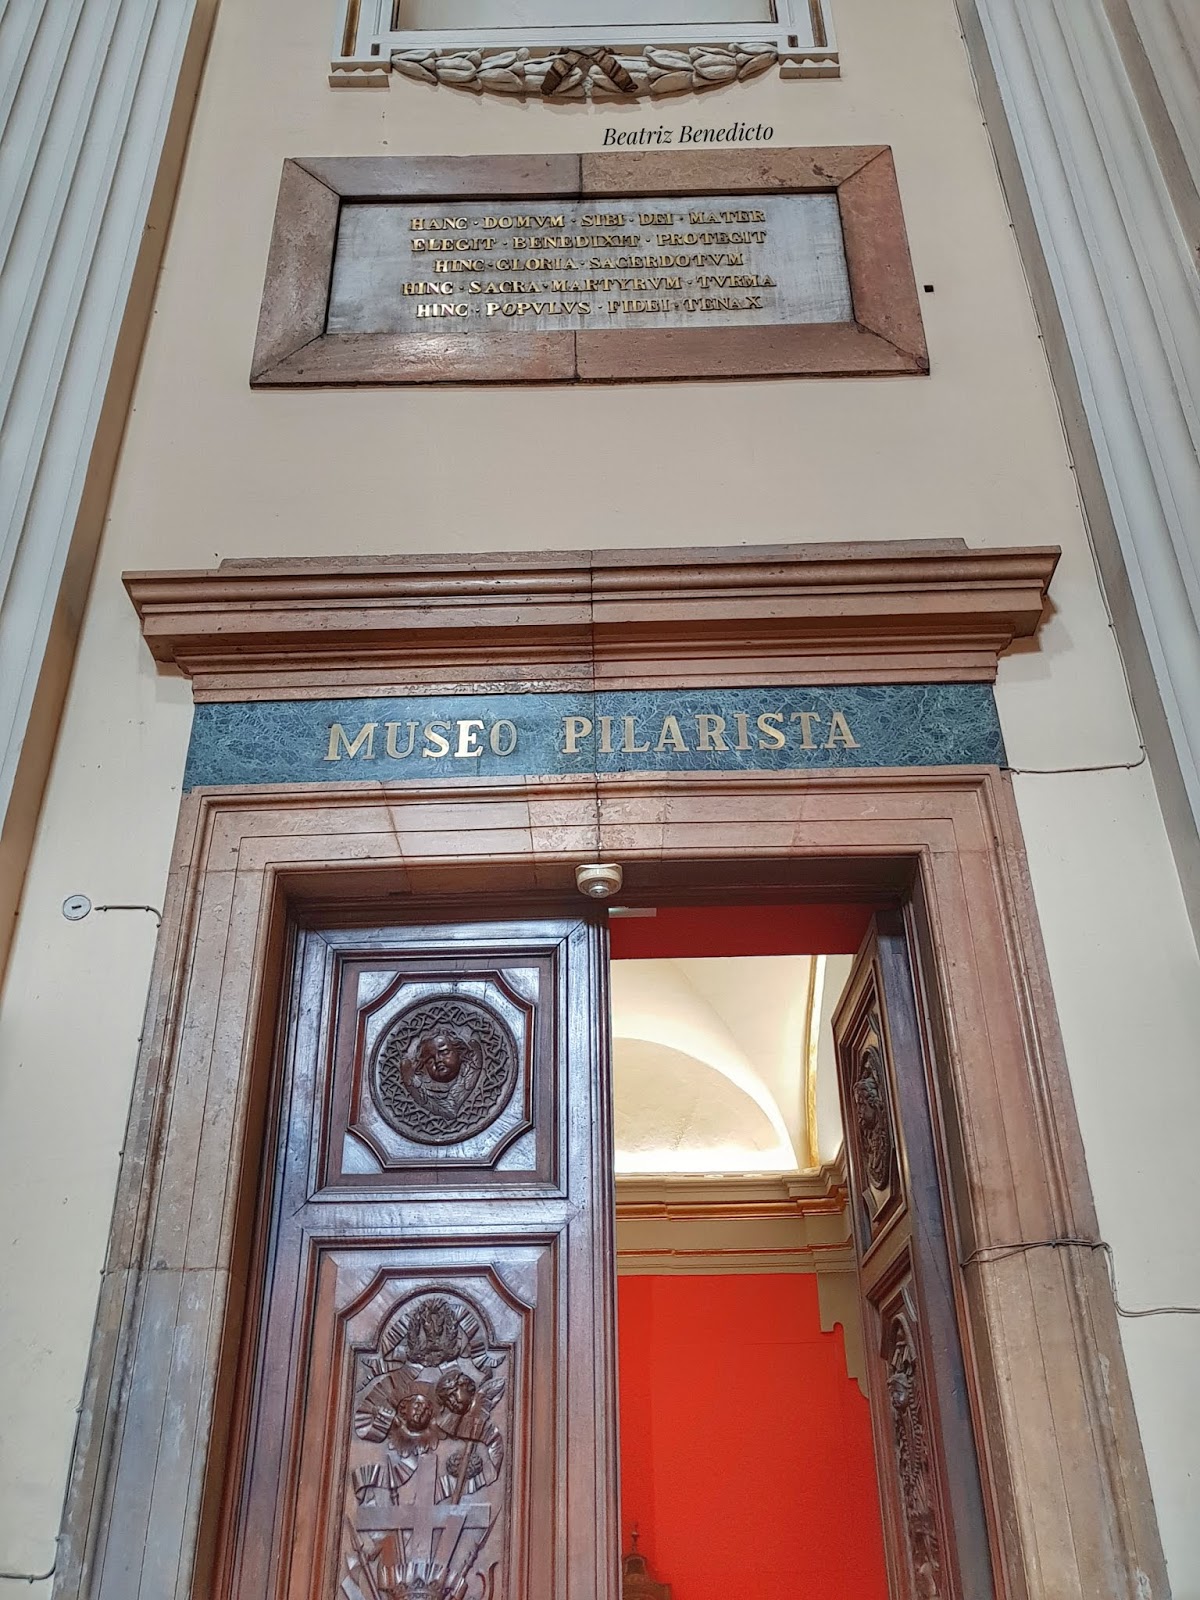 Beatriz Benedicto
HANC · DOMVM · SIBI · DEI · MATER
ELEGIT · BENEDIXIT · PROTEGIT
HINC · GLORIA · SACERDOTVM
HINC · SACRA · MARTYRVM · TVRMA
HINC · POPVLVS · FIDEI · TENAX
MUSEO PILARISTA